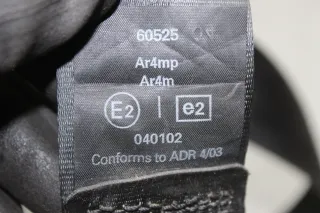 60525
Ar4mp
Ar4m
E2 | e2
040102
Conforms to ADR 4/03